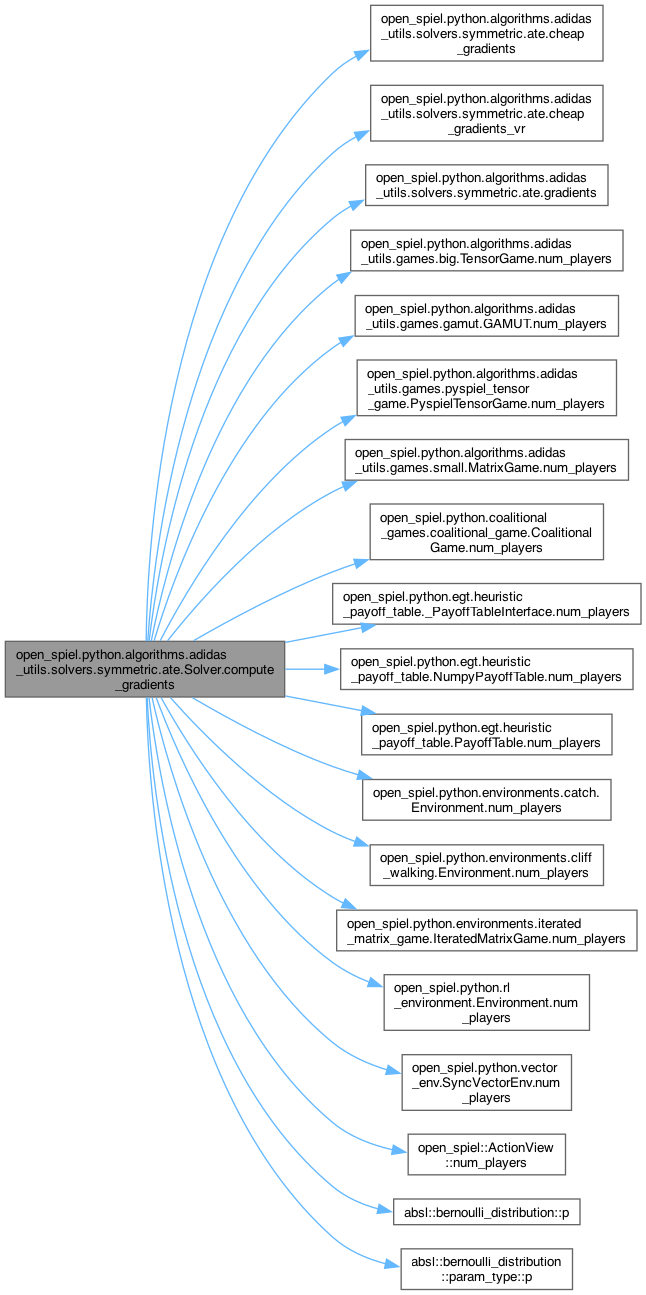 open_spiel.python.algorithms.adidas
_utils.solvers.symmetric.ate.cheap
_gradients
open_spiel.python.algorithms.adidas
_utils.solvers.symmetric.ate.cheap
_gradients_vr
open_spiel.python.algorithms.adidas
_utils.solvers.symmetric.ate.gradients
open_spiel.python.algorithms.adidas
_utils.games.big.TensorGame.num_players
open_spiel.python.algorithms.adidas
_utils.games.gamut.GAMUT.num_players
open_spiel.python.algorithms.adidas
_utils.games.pyspiel_tensor
_game.PyspielTensorGame.num_players
open_spiel.python.algorithms.adidas
_utils.games.small.MatrixGame.num_players
open_spiel.python.coalitional
_games.coalitional_game.Coalitional
Game.num_players
open_spiel.python.egt.heuristic
_payoff_table._PayoffTableInterface.num_players
open_spiel.python.algorithms.adidas
_utils.solvers.symmetric.ate.Solver.compute
_gradients
open_spiel.python.egt.heuristic
_payoff_table.NumpyPayoffTable.num_players
open_spiel.python.egt.heuristic
_payoff_table.PayoffTable.num_players
open_spiel.python.environments.catch.
Environment.num_players
open_spiel.python.environments.cliff
_walking.Environment.num_players
open_spiel.python.environments.iterated
_matrix_game.IteratedMatrixGame.num_players
open_spiel.python.rl
_environment.Environment.num
_players
open_spiel.python.vector
_env.SyncVectorEnv.num
_players
open_spiel::ActionView
::num_players
absl::bernoulli_distribution::p
absl::bernoulli_distribution
::param_type::p